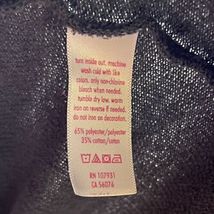 turn inside out. machine
wash cold with like
colors. only non-chlorine
bleach when needed.
tumble dry low. warm
iron on reverse if needed.
do not iron on decoration.
65% polyester/polyester
35% cotton/coton
RN 107931
CA 56076